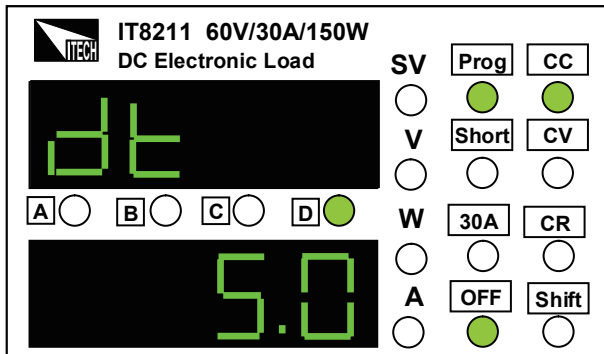 ITECH
IT8211 60V/30A/150W
DC Electronic Load
SV Prog CC
dt
V Short CV
A B C D
W 30A CR
5.0
A OFF Shift